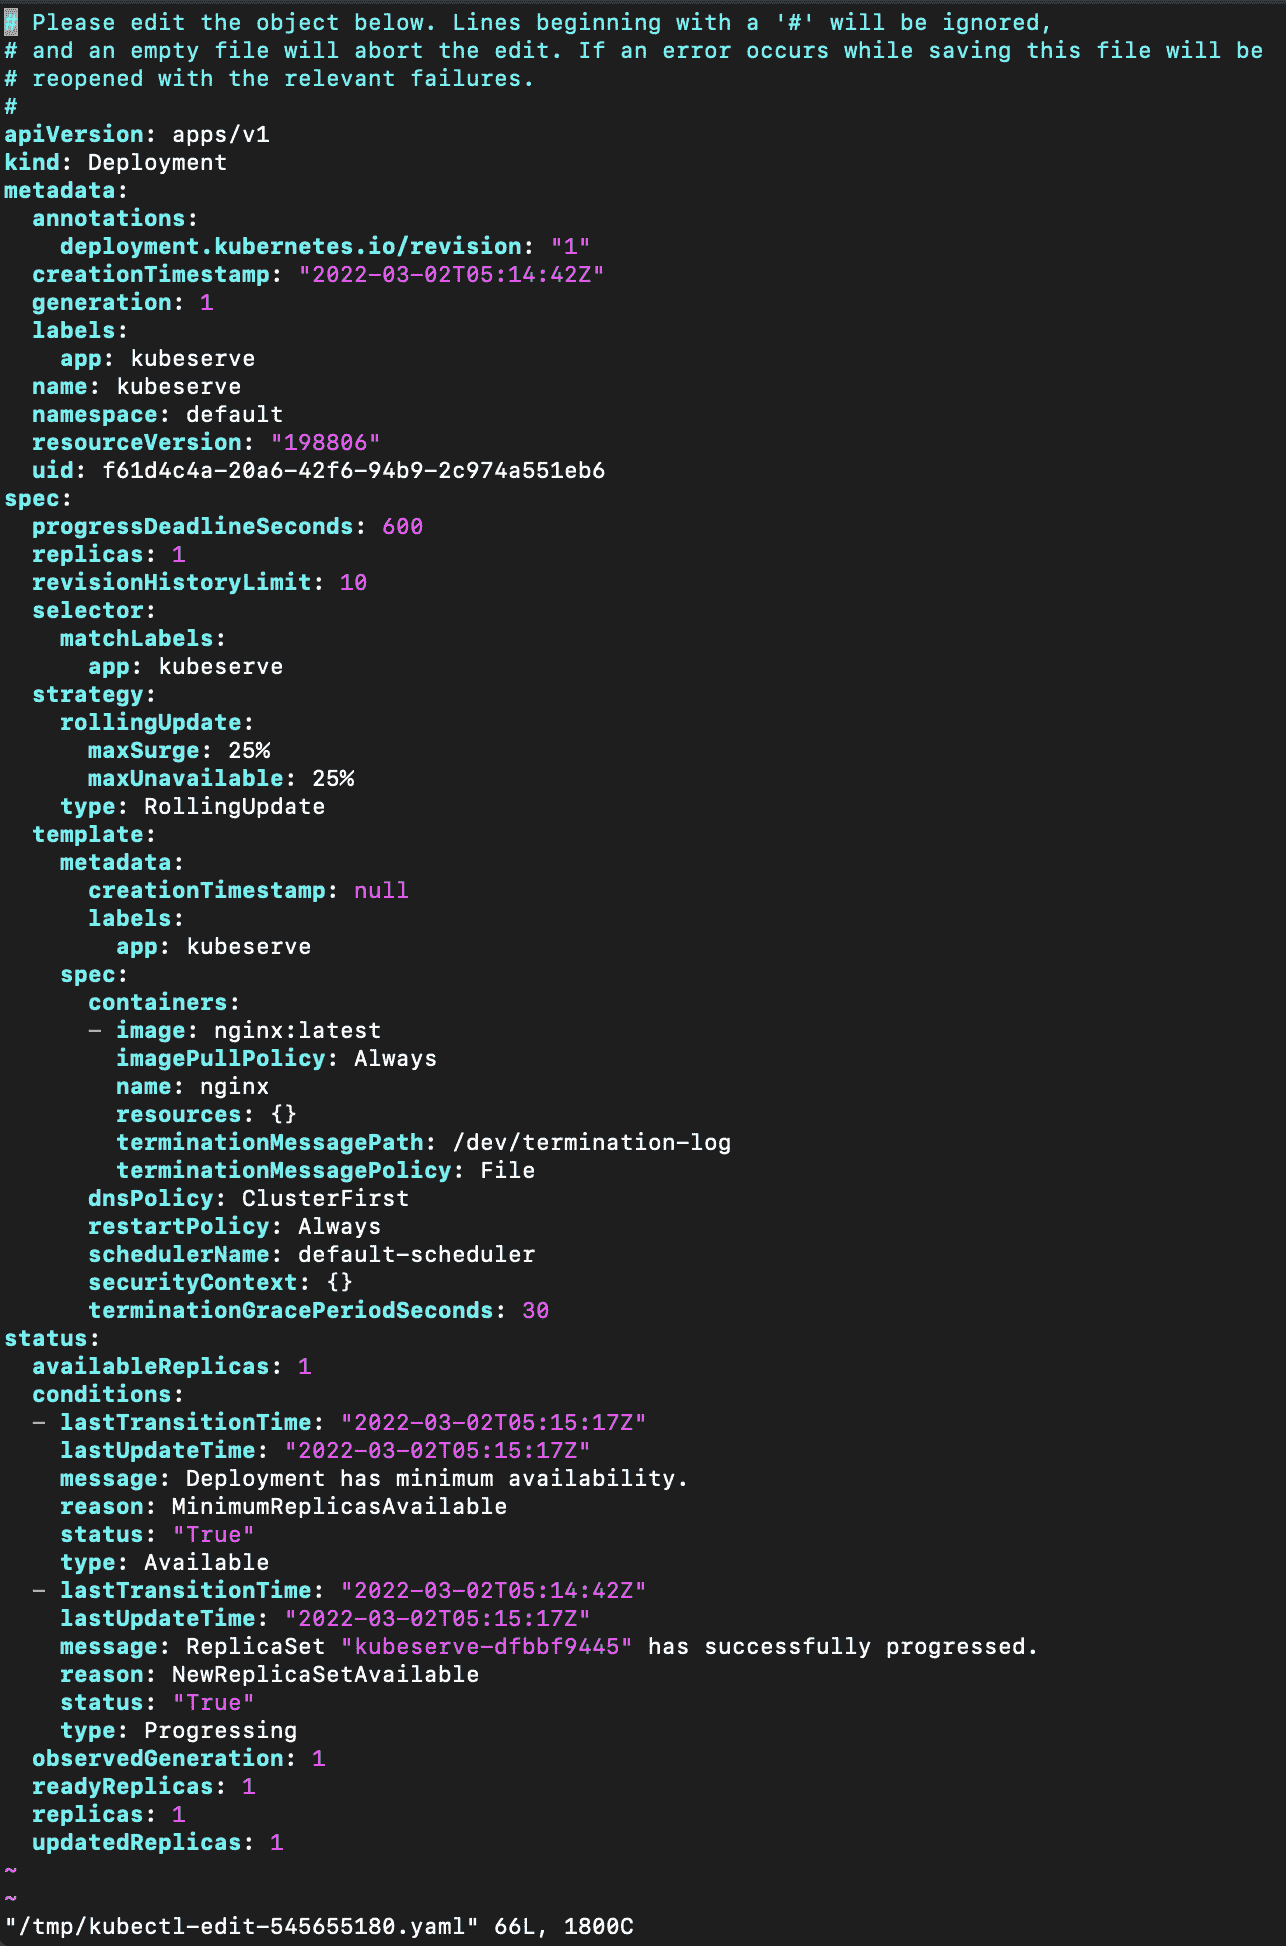 # Please edit the object below. Lines beginning with a '#' will be ignored,
# and an empty file will abort the edit. If an error occurs while saving this file will be
# reopened with the relevant failures.
#
apiVersion: apps/v1
kind: Deployment
metadata:
  annotations:
    deployment.kubernetes.io/revision: "1"
  creationTimestamp: "2022-03-02T05:14:42Z"
  generation: 1
  labels:
    app: kubeserve
  name: kubeserve
  namespace: default
  resourceVersion: "198806"
  uid: f61d4c4a-20a6-42f6-94b9-2c974a551eb6
spec:
  progressDeadlineSeconds: 600
  replicas: 1
  revisionHistoryLimit: 10
  selector:
    matchLabels:
      app: kubeserve
  strategy:
    rollingUpdate:
      maxSurge: 25%
      maxUnavailable: 25%
    type: RollingUpdate
  template:
    metadata:
      creationTimestamp: null
      labels:
        app: kubeserve
    spec:
      containers:
      - image: nginx:latest
        imagePullPolicy: Always
        name: nginx
        resources: {}
        terminationMessagePath: /dev/termination-log
        terminationMessagePolicy: File
      dnsPolicy: ClusterFirst
      restartPolicy: Always
      schedulerName: default-scheduler
      securityContext: {}
      terminationGracePeriodSeconds: 30
status:
  availableReplicas: 1
  conditions:
  - lastTransitionTime: "2022-03-02T05:15:17Z"
    lastUpdateTime: "2022-03-02T05:15:17Z"
    message: Deployment has minimum availability.
    reason: MinimumReplicasAvailable
    status: "True"
    type: Available
  - lastTransitionTime: "2022-03-02T05:14:42Z"
    lastUpdateTime: "2022-03-02T05:15:17Z"
    message: ReplicaSet "kubeserve-dfbbf9445" has successfully progressed.
    reason: NewReplicaSetAvailable
    status: "True"
    type: Progressing
  observedGeneration: 1
  readyReplicas: 1
  replicas: 1
  updatedReplicas: 1
~
~
"/tmp/kubectl-edit-545655180.yaml" 66L, 1800C